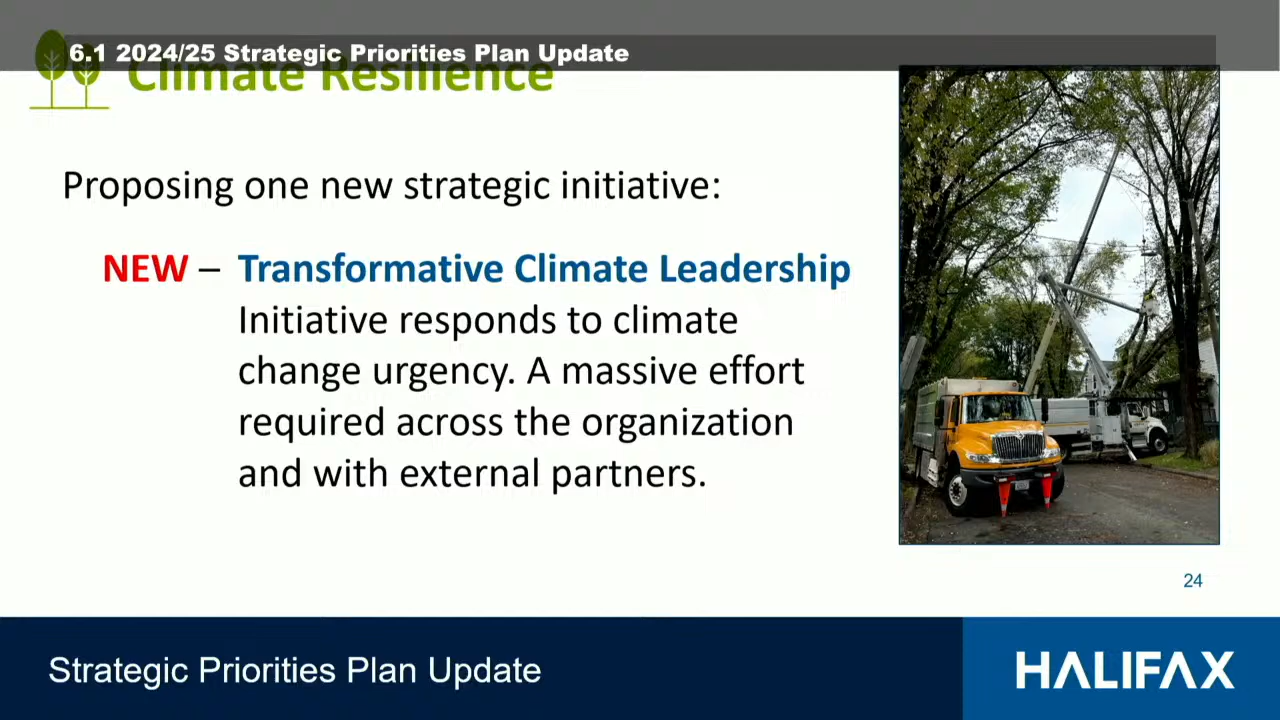 6.1 2024/25 Strategic Priorities Plan Update
Climate Resilience
Proposing one new strategic initiative:
NEW – Transformative Climate Leadership
Initiative responds to climate
change urgency. A massive effort
required across the organization
and with external partners.
24
Strategic Priorities Plan Update
HALIFAX